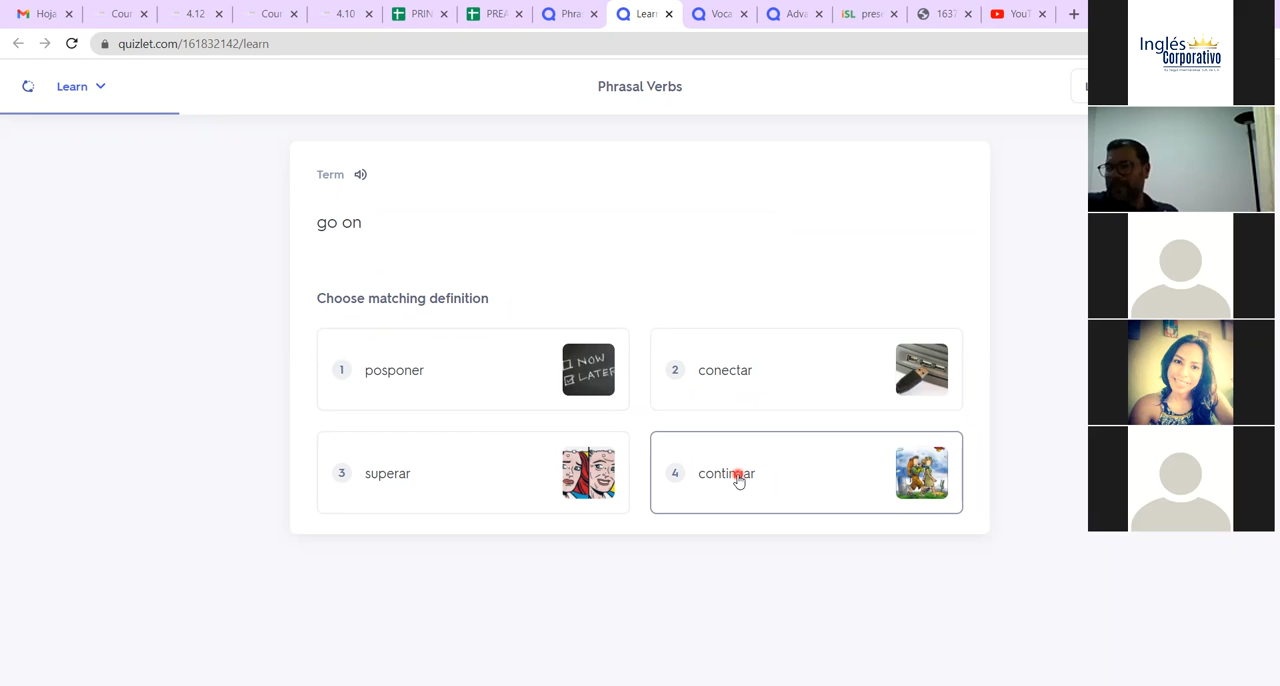 Hoja
Cour
4.12
Cour
4.10
PRIN
PREA
Phras
Learn
Voca
Adva
iSL prese
1637
YouT
quizlet.com/161832142/learn
Learn
Phrasal Verbs
Term
go on
Choose matching definition
1 posponer
NOW
LATER
2 conectar
3 superar
4 continuar
Inglés
Corporativo